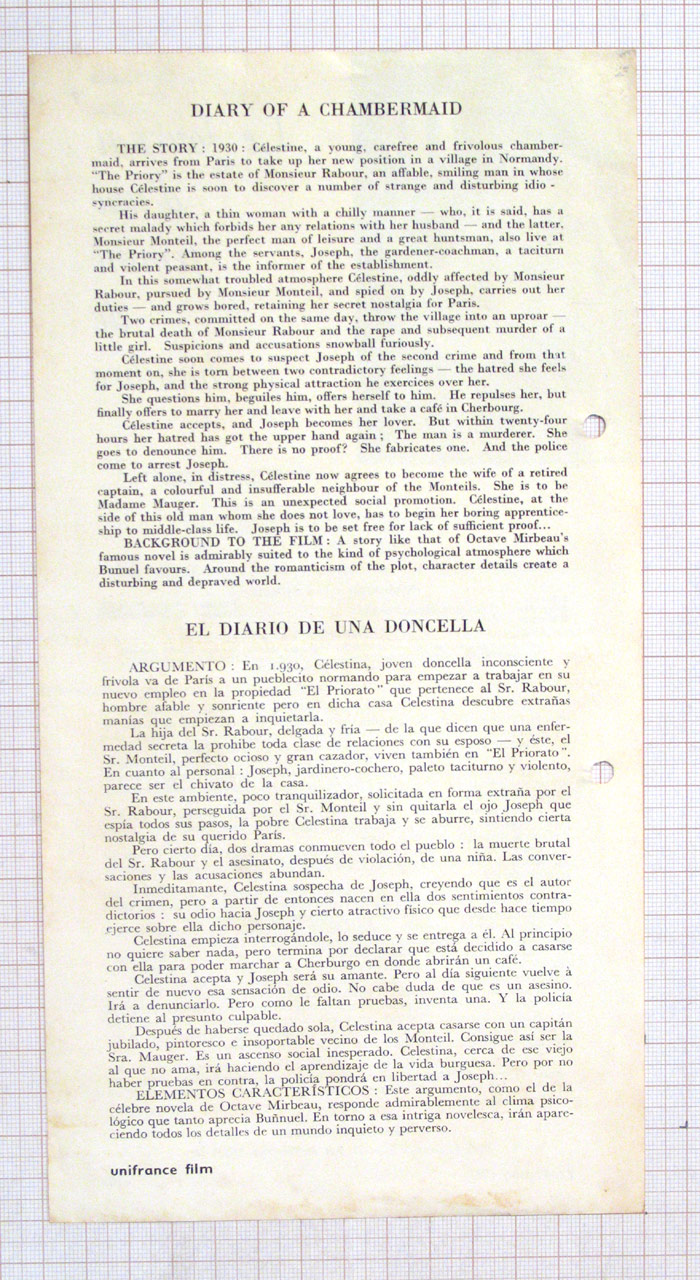 DIARY OF A CHAMBERMAID
THE STORY : 1930 : Célestine, a young, carefree and frivolous chamber-
maid, arrives from Paris to take up her new position in a village in Normandy.
“The Priory” is the estate of Monsieur Rabour, an affable, smiling man in whose
house Célestine is soon to discover a number of strange and disturbing idio -
syncracies.
His daughter, a thin woman with a chilly manner — who, it is said, has a
secret malady which forbids her any relations with her husband — and the latter,
Monsieur Monteil, the perfect man of leisure and a great huntsman, also live at
“The Priory”. Among the servants, Joseph, the gardener-coachman, a taciturn
and violent peasant, is the informer of the establishment.
In this somewhat troubled atmosphere Célestine, oddly affected by Monsieur
Rabour, pursued by Monsieur Monteil, and spied on by Joseph, carries out her
duties — and grows bored, retaining her secret nostalgia for Paris.
Two crimes, committed on the same day, throw the village into an uproar —
the brutal death of Monsieur Rabour and the rape and subsequent murder of a
little girl. Suspicions and accusations snowball furiously.
Célestine soon comes to suspect Joseph of the second crime and from that
moment on, she is torn between two contradictory feelings — the hatred she feels
for Joseph, and the strong physical attraction he exercices over her.
She questions him, beguiles him, offers herself to him. He repulses her, but
finally offers to marry her and leave with her and take a café in Cherbourg.
Célestine accepts, and Joseph becomes her lover. But within twenty-four
hours her hatred has got the upper hand again ; The man is a murderer. She
goes to denounce him. There is no proof? She fabricates one. And the police
come to arrest Joseph.
Left alone, in distress, Célestine now agrees to become the wife of a retired
captain, a colourful and insufferable neighbour of the Monteils. She is to be
Madame Mauger. This is an unexpected social promotion. Célestine, at the
side of this old man whom she does not love, has to begin her boring apprentice-
ship to middle-class life. Joseph is to be set free for lack of sufficient proof...
BACKGROUND TO THE FILM : A story like that of Octave Mirbeau's
famous novel is admirably suited to the kind of psychological atmosphere which
Bunuel favours. Around the romanticism of the plot, character details create a
disturbing and depraved world.
EL DIARIO DE UNA DONCELLA
ARGUMENTO : En 1.930, Célestina, joven doncella inconsciente y
frívola va de París a un pueblecito normando para empezar a trabajar en su
nuevo empleo en la propiedad “El Priorato” que pertenece al Sr. Rabour,
hombre afable y sonriente pero en dicha casa Celestina descubre extrañas
manías que empiezan a inquietarla.
La hija del Sr. Rabour, delgada y fría — de la que dicen que una enfer-
medad secreta la prohibe toda clase de relaciones con su esposo — y éste, el
Sr. Monteil, perfecto ocioso y gran cazador, viven también en “El Priorato”.
En cuanto al personal : Joseph, jardinero-cochero, paleto taciturno y violento,
parece ser el chivato de la casa.
En este ambiente, poco tranquilizador, solicitada en forma extraña por el
Sr. Rabour, perseguida por el Sr. Monteil y sin quitarla el ojo Joseph que
espía todos sus pasos, la pobre Celestina trabaja y se aburre, sintiendo cierta
nostalgia de su querido París.
Pero cierto día, dos dramas conmueven todo el pueblo : la muerte brutal
del Sr. Rabour y el asesinato, después de violación, de una niña. Las conver-
saciones y las acusaciones abundan.
Inmeditamante, Celestina sospecha de Joseph, creyendo que es el autor
del crimen, pero a partir de entonces nacen en ella dos sentimientos contra-
dictorios : su odio hacia Joseph y cierto atractivo físico que desde hace tiempo
ejerce sobre ella dicho personaje.
Celestina empieza interrogándole, lo seduce y se entrega a él. Al principio
no quiere saber nada, pero termina por declarar que está decidido a casarse
con ella para poder marchar a Cherburgo en donde abrirán un café.
Celestina acepta y Joseph será su amante. Pero al día siguiente vuelve à
sentir de nuevo esa sensación de odio. No cabe duda de que es un asesino.
Irá a denunciarlo. Pero como le faltan pruebas, inventa una. Y la policía
detiene al presunto culpable.
Después de haberse quedado sola, Celestina acepta casarse con un capitán
jubilado, pintoresco e insoportable vecino de los Monteil. Consigue así ser la
Sra. Mauger. Es un ascenso social inesperado. Celestina, cerca de ese viejo
al que no ama, irá haciendo el aprendizaje de la vida burguesa. Pero por no
haber pruebas en contra, la policía pondrá en libertad a Joseph...
ELEMENTOS CARACTERÍSTICOS : Este argumento, como el de la
célebre novela de Octave Mirbeau, responde admirablemente al clima psico-
lógico que tanto aprecia Buñnuel. En torno a esa intriga novelesca, irán apare-
ciendo todos los detalles de un mundo inquieto y perverso.
unifrance film